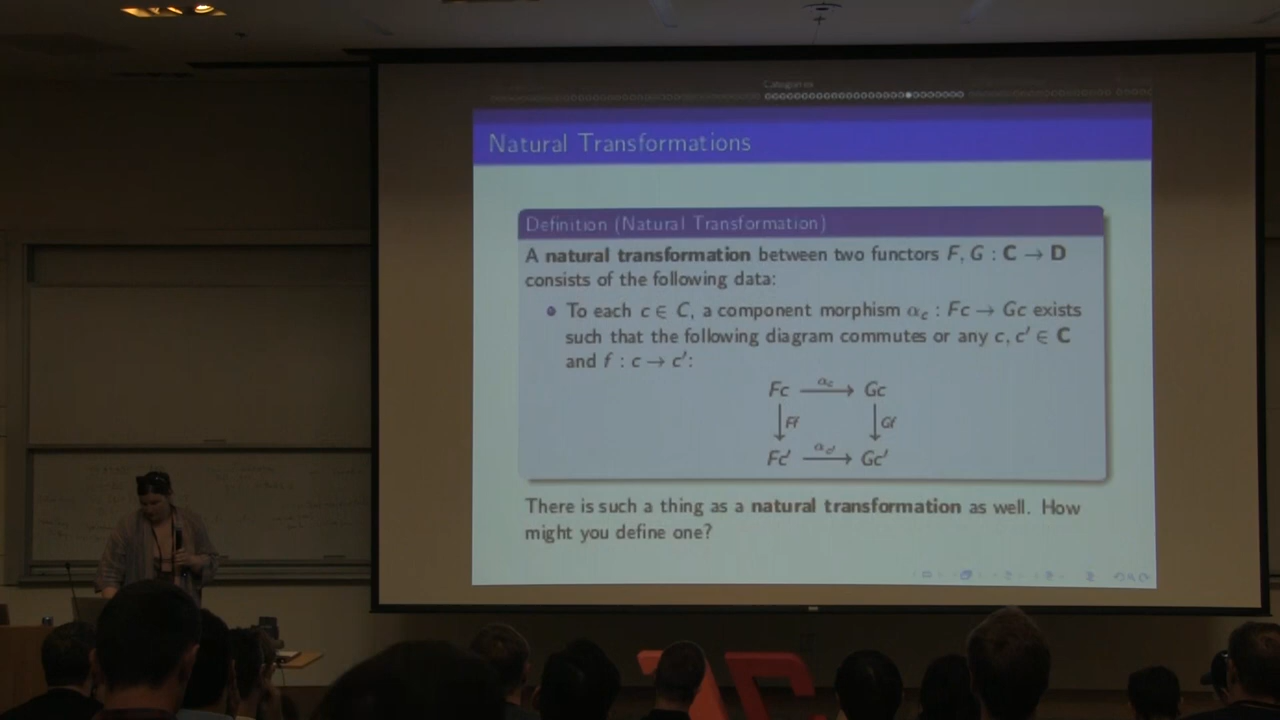 Categories
Natural Transformations
Definition (Natural Transformation)
A natural transformation between two functors F, G : C → D
consists of the following data:
To each c ∈ C, a component morphism α_c : Fc → Gc exists
such that the following diagram commutes or any c, c′ ∈ C
and f : c → c′:
Fc α_c Gc
Ff Gf
Fc′ α_c′ Gc′
There is such a thing as a natural transformation as well. How
might you define one?